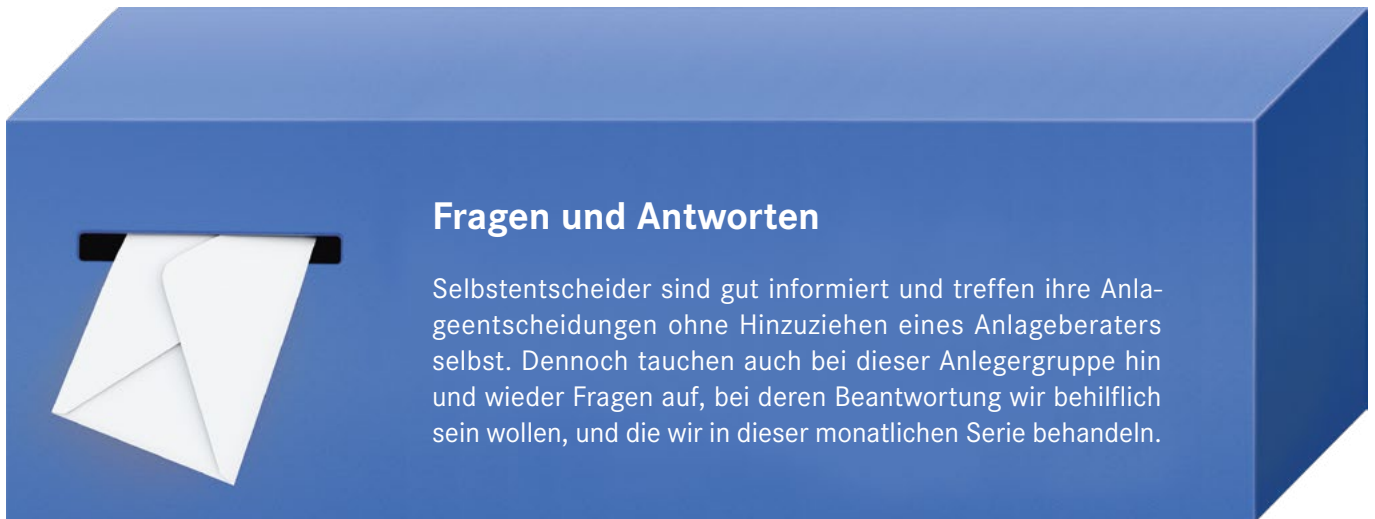 Fragen und Antworten
Selbstentscheider sind gut informiert und treffen ihre Anla-
geentscheidungen ohne Hinzuziehen eines Anlageberaters
selbst. Dennoch tauchen auch bei dieser Anlegergruppe hin
und wieder Fragen auf, bei deren Beantwortung wir behilflich
sein wollen, und die wir in dieser monatlichen Serie behandeln.